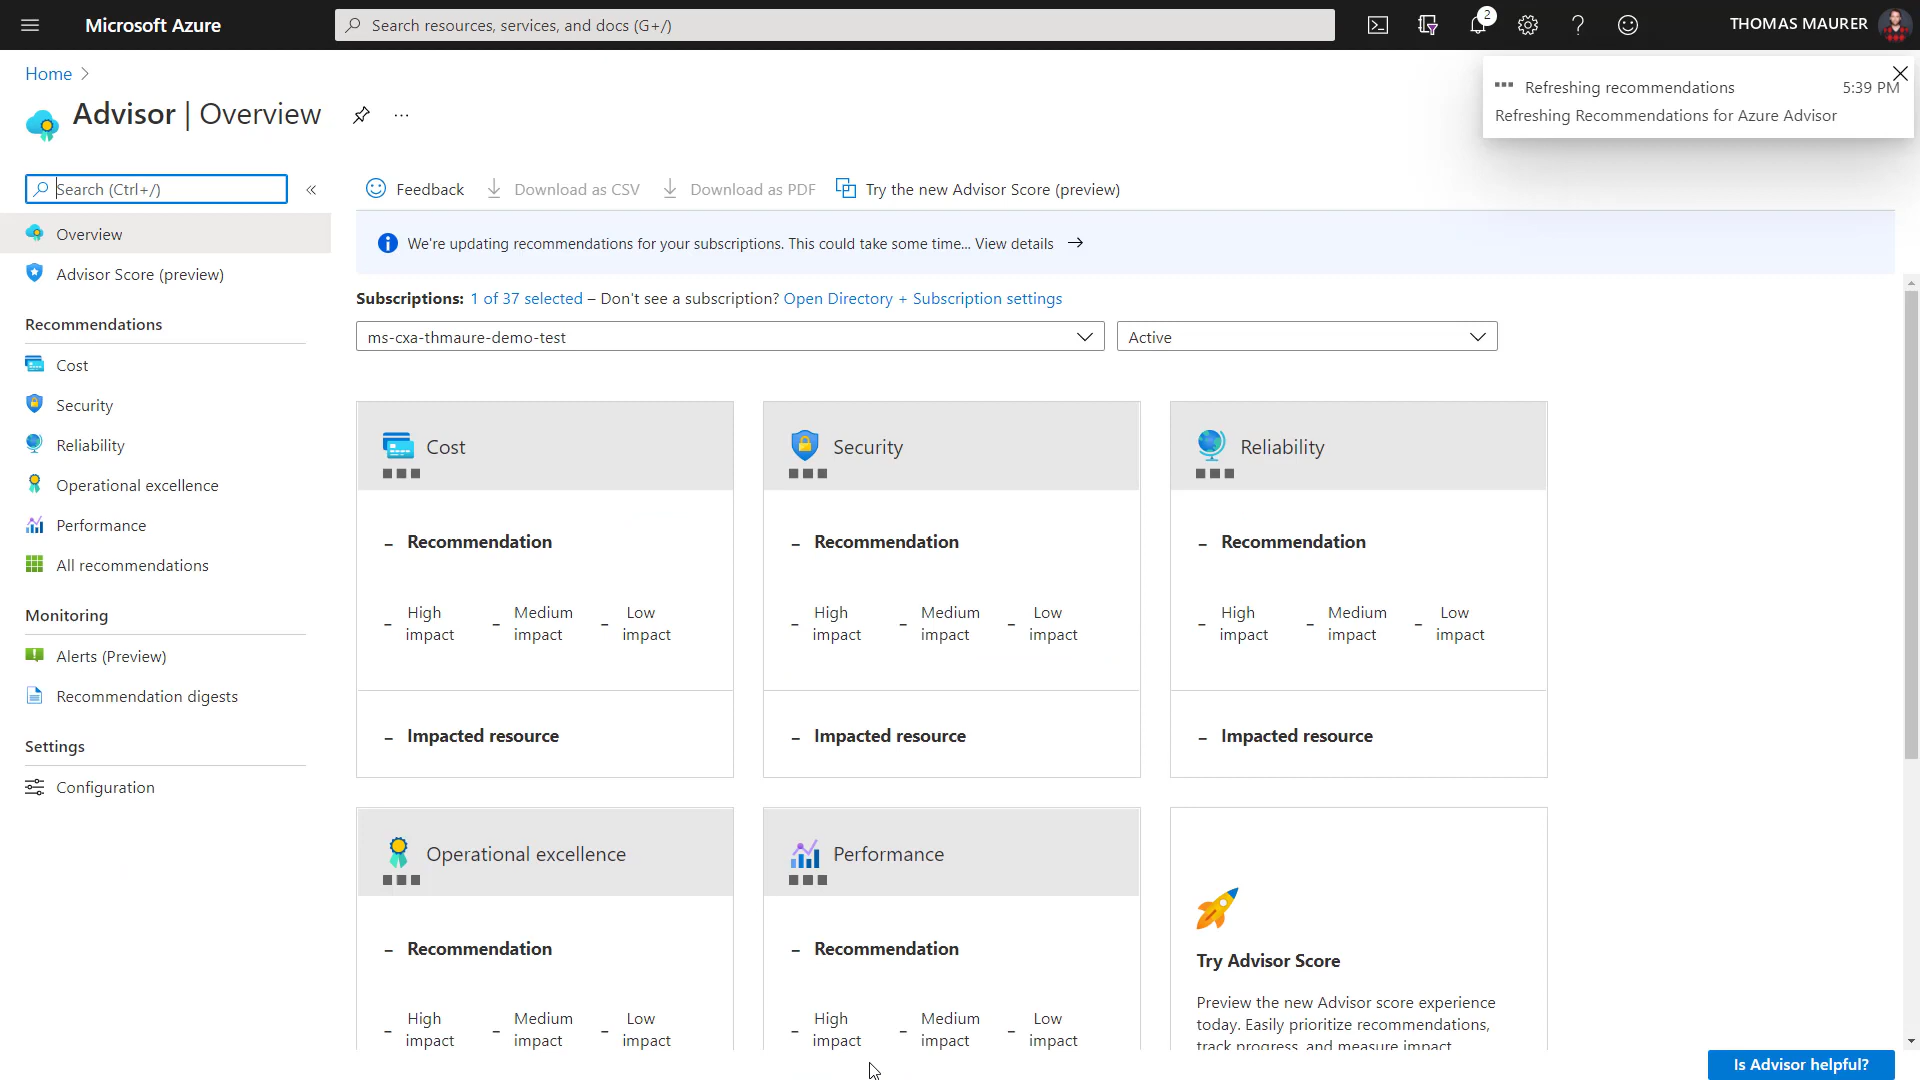 Microsoft Azure
Search resources, services, and docs (G+/)
2
THOMAS MAURER
Home
Advisor | Overview
Refreshing recommendations 5:39 PM
Refreshing Recommendations for Azure Advisor
Search (Ctrl+/)
Overview
Advisor Score (preview)
Recommendations
Cost
Security
Reliability
Operational excellence
Performance
All recommendations
Monitoring
Alerts (Preview)
Recommendation digests
Settings
Configuration
Feedback
Download as CSV
Download as PDF
Try the new Advisor Score (preview)
We're updating recommendations for your subscriptions. This could take some time... View details →
Subscriptions: 1 of 37 selected – Don't see a subscription? Open Directory + Subscription settings
ms-cxa-thmaure-demo-test
Active
Cost
– Recommendation
– High impact
– Medium impact
– Low impact
– Impacted resource
Security
– Recommendation
– High impact
– Medium impact
– Low impact
– Impacted resource
Reliability
– Recommendation
– High impact
– Medium impact
– Low impact
– Impacted resource
Operational excellence
– Recommendation
– High impact
– Medium impact
– Low impact
Performance
– Recommendation
– High impact
– Medium impact
– Low impact
Try Advisor Score
Preview the new Advisor score experience
today. Easily prioritize recommendations,
track progress, and measure impact
Is Advisor helpful?